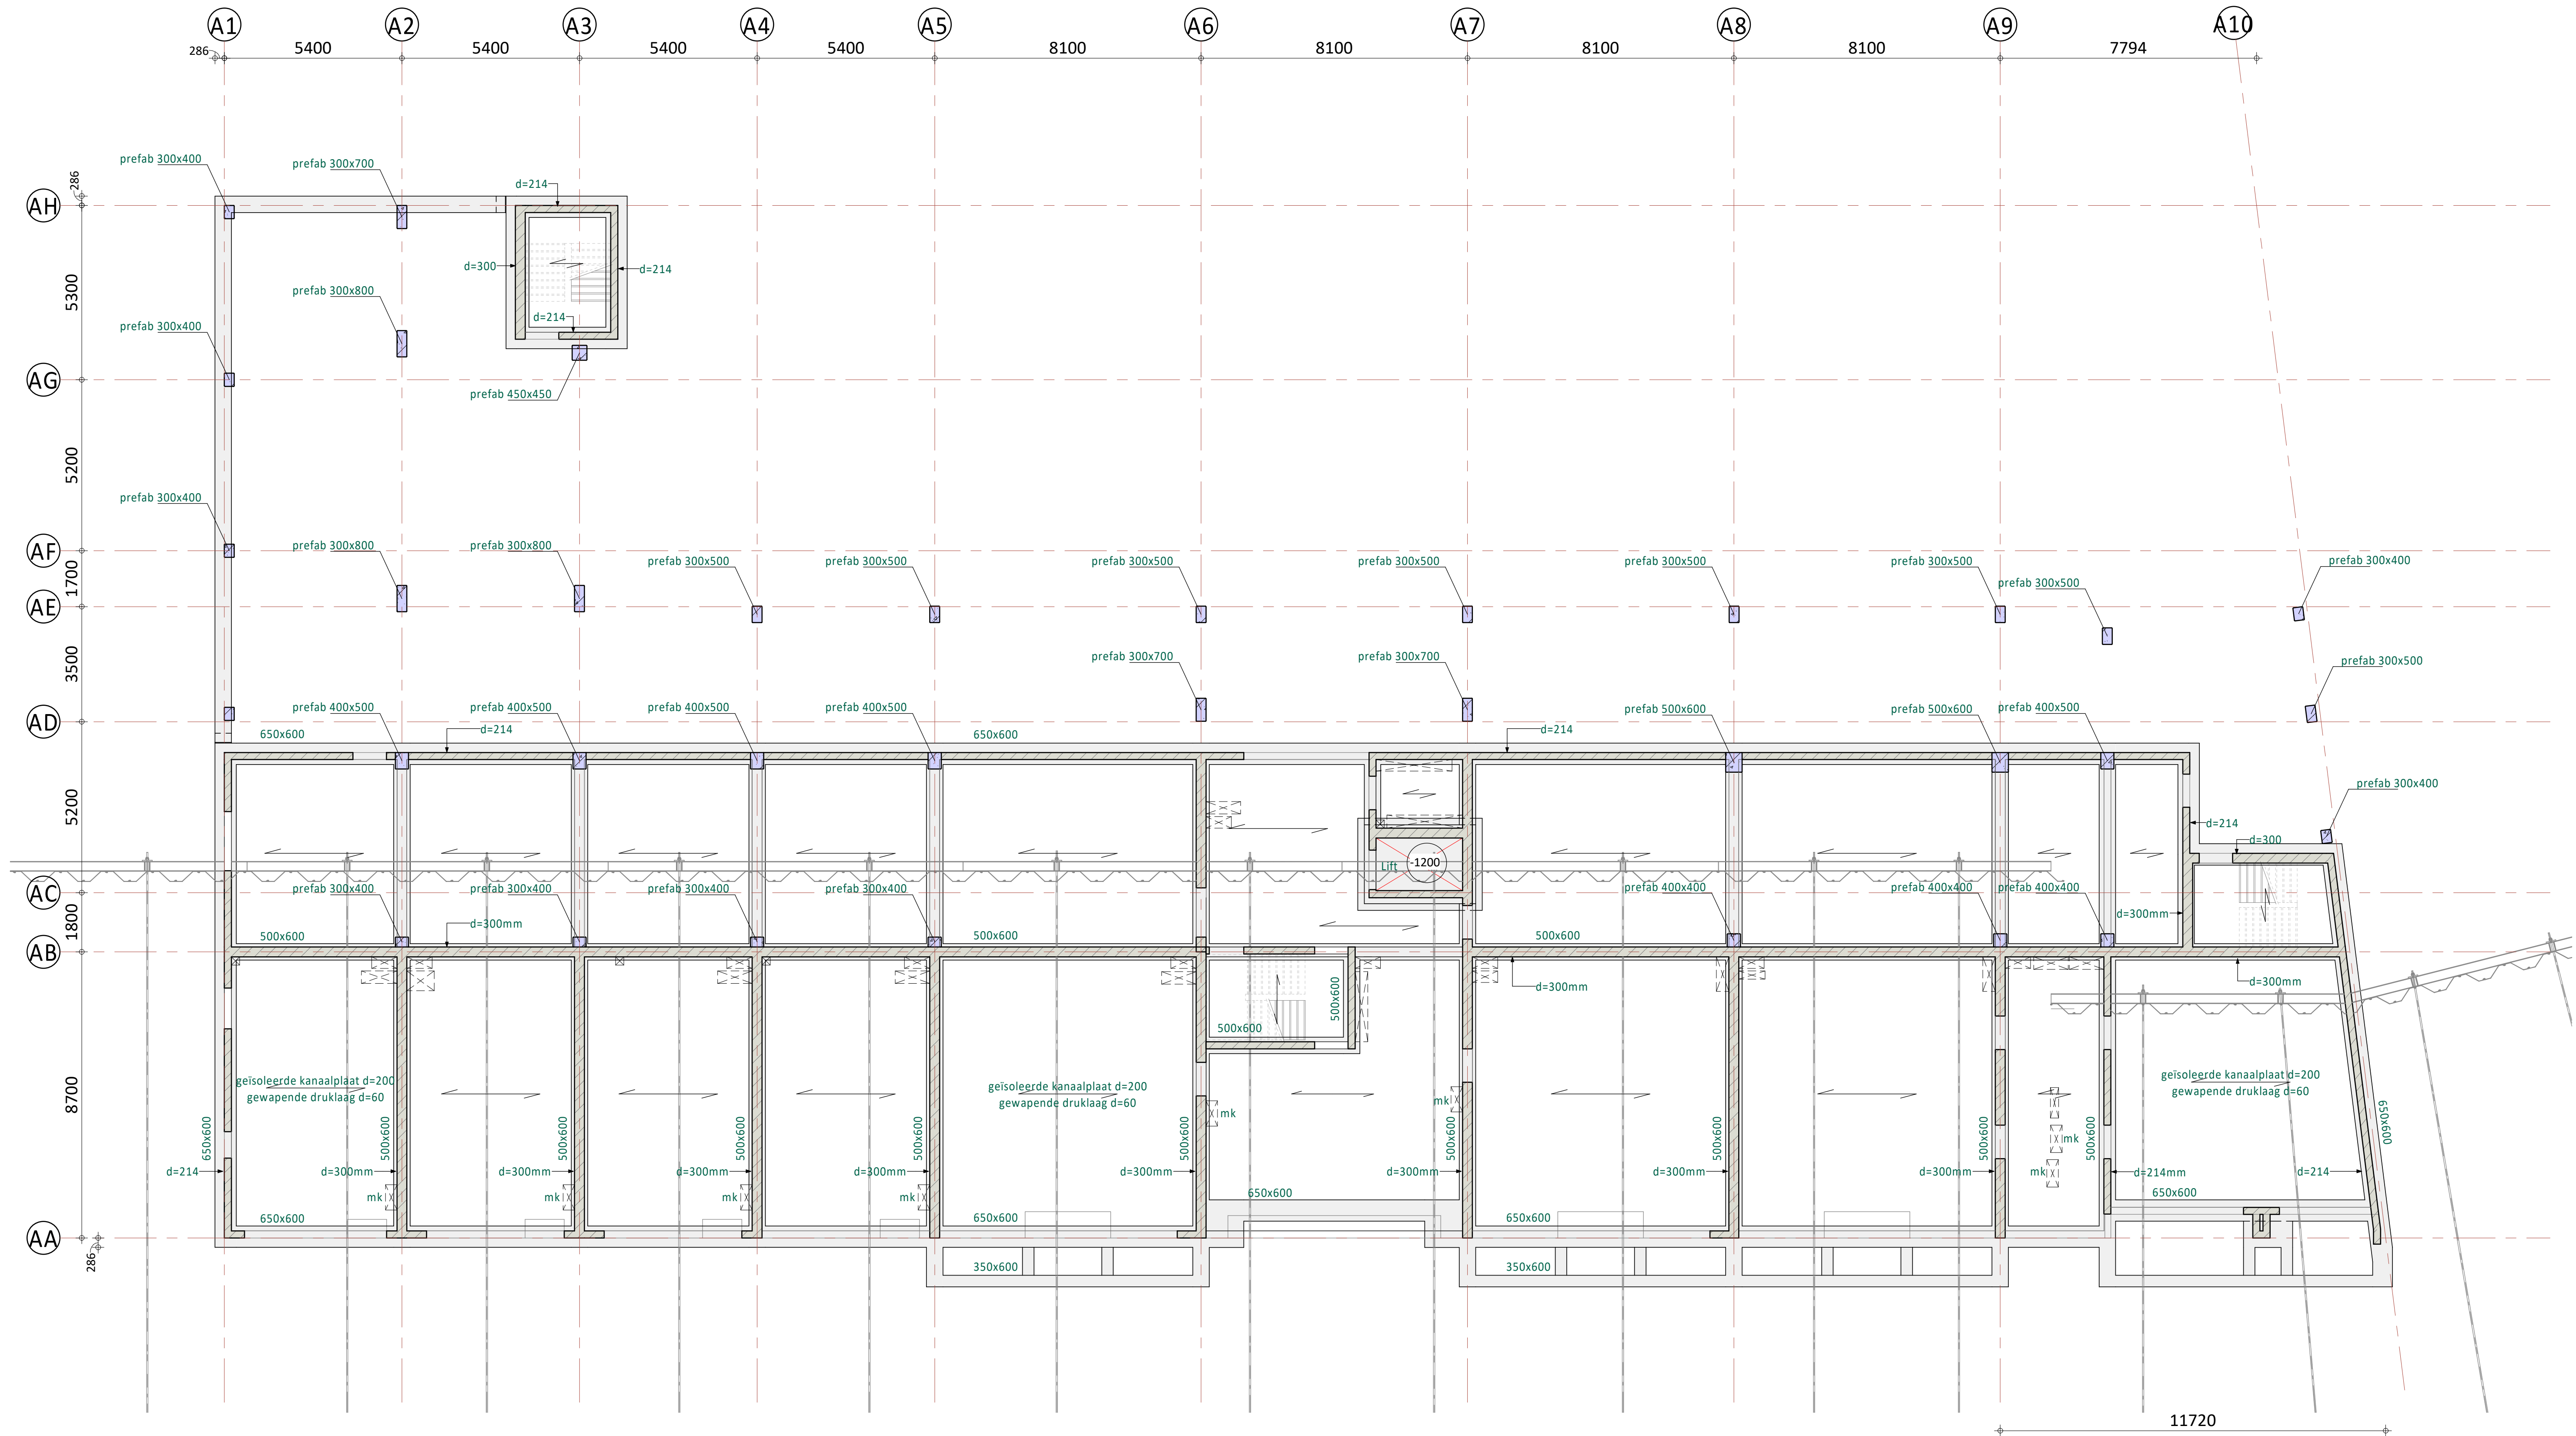 A1 A2 A3 A4 A5 A6 A7 A8 A9 A10
286 5400 5400 5400 5400 8100 8100 8100 8100 7794
prefab 300x400
prefab 300x700
286
d=214
AH
d=300
d=214
5300
prefab 300x800
d=214
prefab 300x400
AG
prefab 450x450
5200
prefab 300x400
AF
prefab 300x800 prefab 300x800
prefab 300x500 prefab 300x500 prefab 300x500 prefab 300x500 prefab 300x500 prefab 300x500 prefab 300x400
1700
prefab 300x500
AE
3500
prefab 300x700 prefab 300x700 prefab 300x500
prefab 400x500 prefab 400x500 prefab 400x500 prefab 400x500 prefab 500x600 prefab 500x600 prefab 400x500
AD
d=214 d=214
650x600 650x600
prefab 300x400
5200
d=214
d=300
Lift
-1200
prefab 300x400 prefab 300x400 prefab 300x400 prefab 300x400 prefab 400x400 prefab 400x400 prefab 400x400
AC
1800
d=300mm d=300mm
500x600 500x600 500x600
AB
d=300mm d=300mm
500x600
500x600
geïsoleerde kanaalplaat d=200
gewapende druklaag d=60
geïsoleerde kanaalplaat d=200
gewapende druklaag d=60
geïsoleerde kanaalplaat d=200
gewapende druklaag d=60
8700
mk mk mk
650x600 500x600 500x600 500x600 500x600 500x600 500x600 500x600 500x600 650x600
d=214 d=300mm d=300mm d=300mm d=300mm d=300mm d=300mm d=300mm d=300mm mk d=214mm d=214
mk mk mk mk
650x600 650x600
650x600 650x600 650x600
AA
286
350x600 350x600
11720